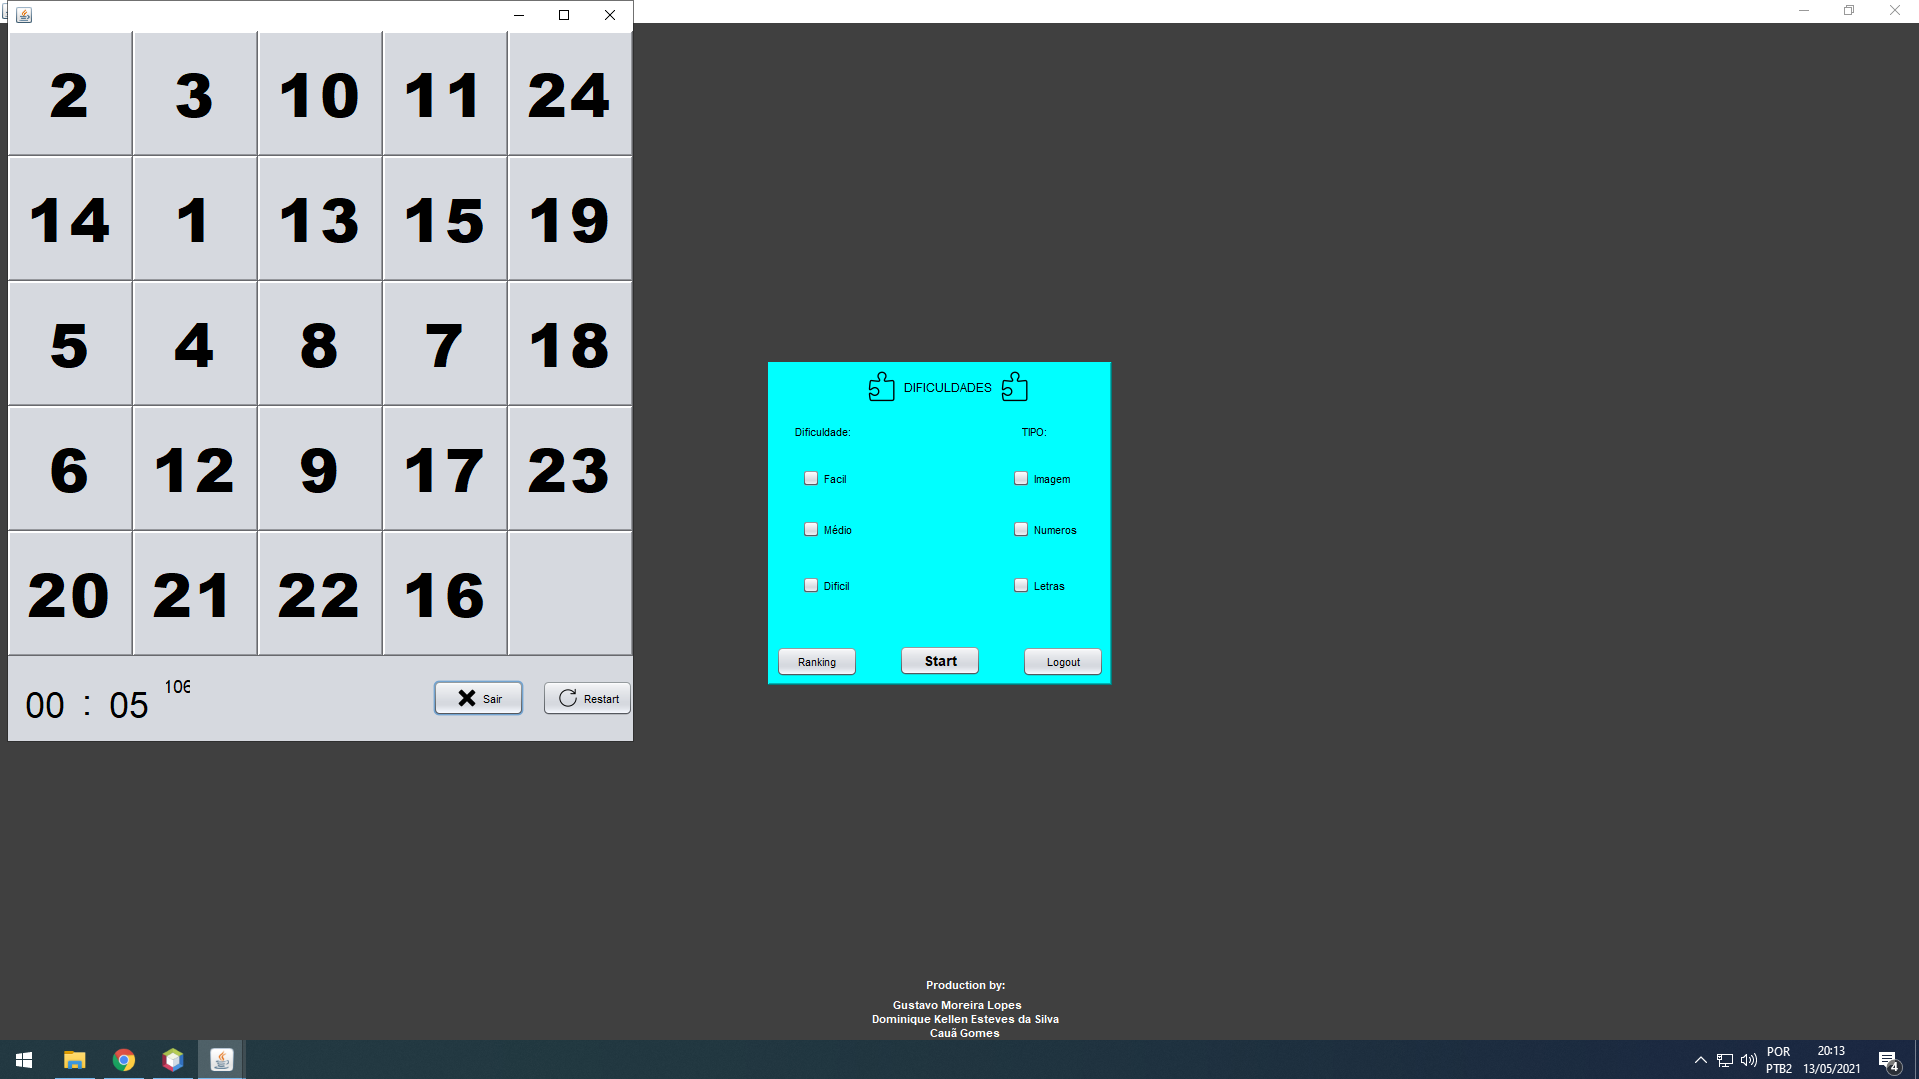 2 3 10 11 24
14 1 13 15 19
5 4 8 7 18
6 12 9 17 23
20 21 22 16
00 : 05 106
Sair Restart
DIFICULDADES
Dificuldade: TIPO:
Facil Imagem
Médio Numeros
Dificil Letras
Ranking Start Logout
Production by:
Gustavo Moreira Lopes
Dominique Kellen Esteves da Silva
Cauã Gomes
POR 20:13
PTB2 13/05/2021 4